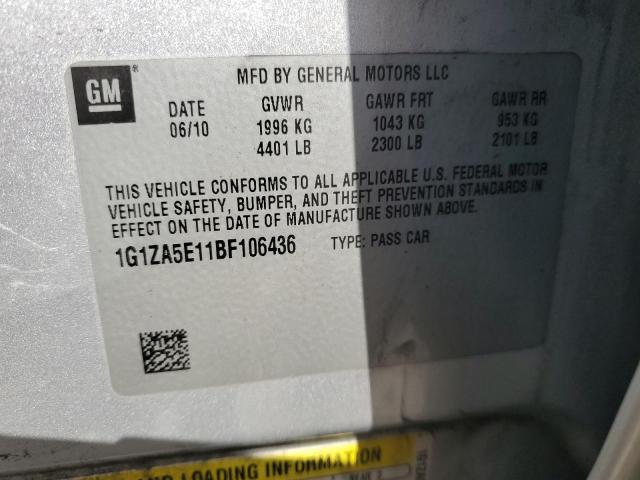 GM
MFD BY GENERAL MOTORS LLC
DATE GVWR GAWR FRT GAWR RR
06/10 1996 KG 1043 KG 953 KG
4401 LB 2300 LB 2101 LB
THIS VEHICLE CONFORMS TO ALL APPLICABLE U.S. FEDERAL MOTOR
VEHICLE SAFETY, BUMPER, AND THEFT PREVENTION STANDARDS IN
EFFECT ON THE DATE OF MANUFACTURE SHOWN ABOVE.
1G1ZA5E11BF106436 TYPE: PASS CAR
AND LOADING INFORMATION